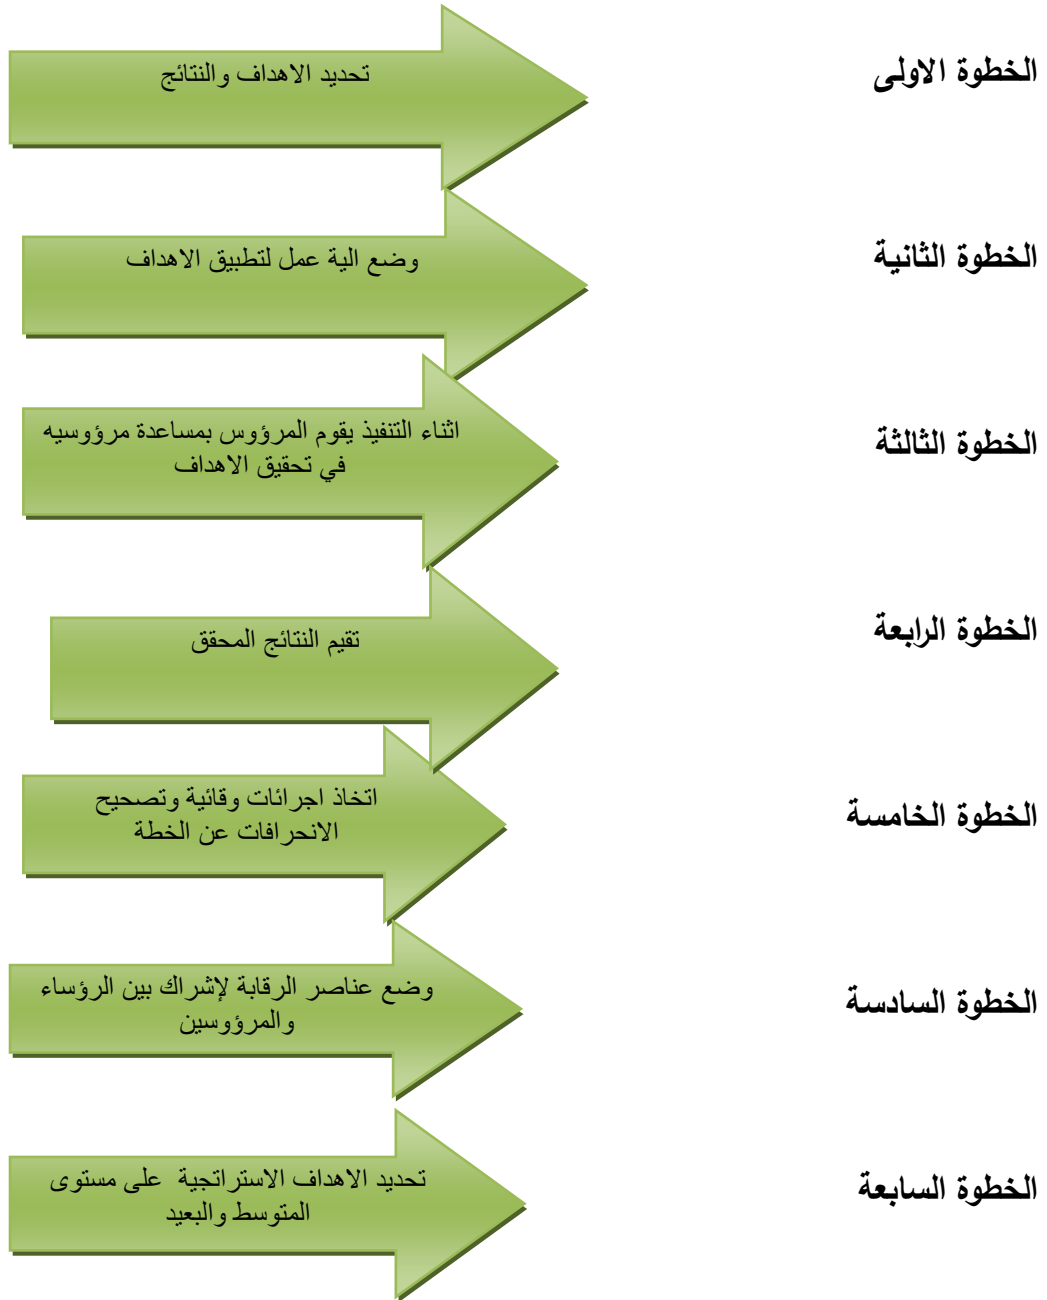 الخطوة الاولى
تحديد الاهداف والنتائج
الخطوة الثانية
وضع الية عمل لتطبيق الاهداف
الخطوة الثالثة
اثناء التنفيذ يقوم المرؤوس بمساعدة مرؤوسيه
في تحقيق الاهداف
الخطوة الرابعة
تقيم النتائج المحقق
الخطوة الخامسة
اتخاذ اجرائات وقائية وتصحيح
الانحرافات عن الخطة
الخطوة السادسة
وضع عناصر الرقابة لإشراك بين الرؤساء
والمرؤوسين
الخطوة السابعة
تحديد الاهداف الاستراتجية على مستوى
المتوسط والبعيد